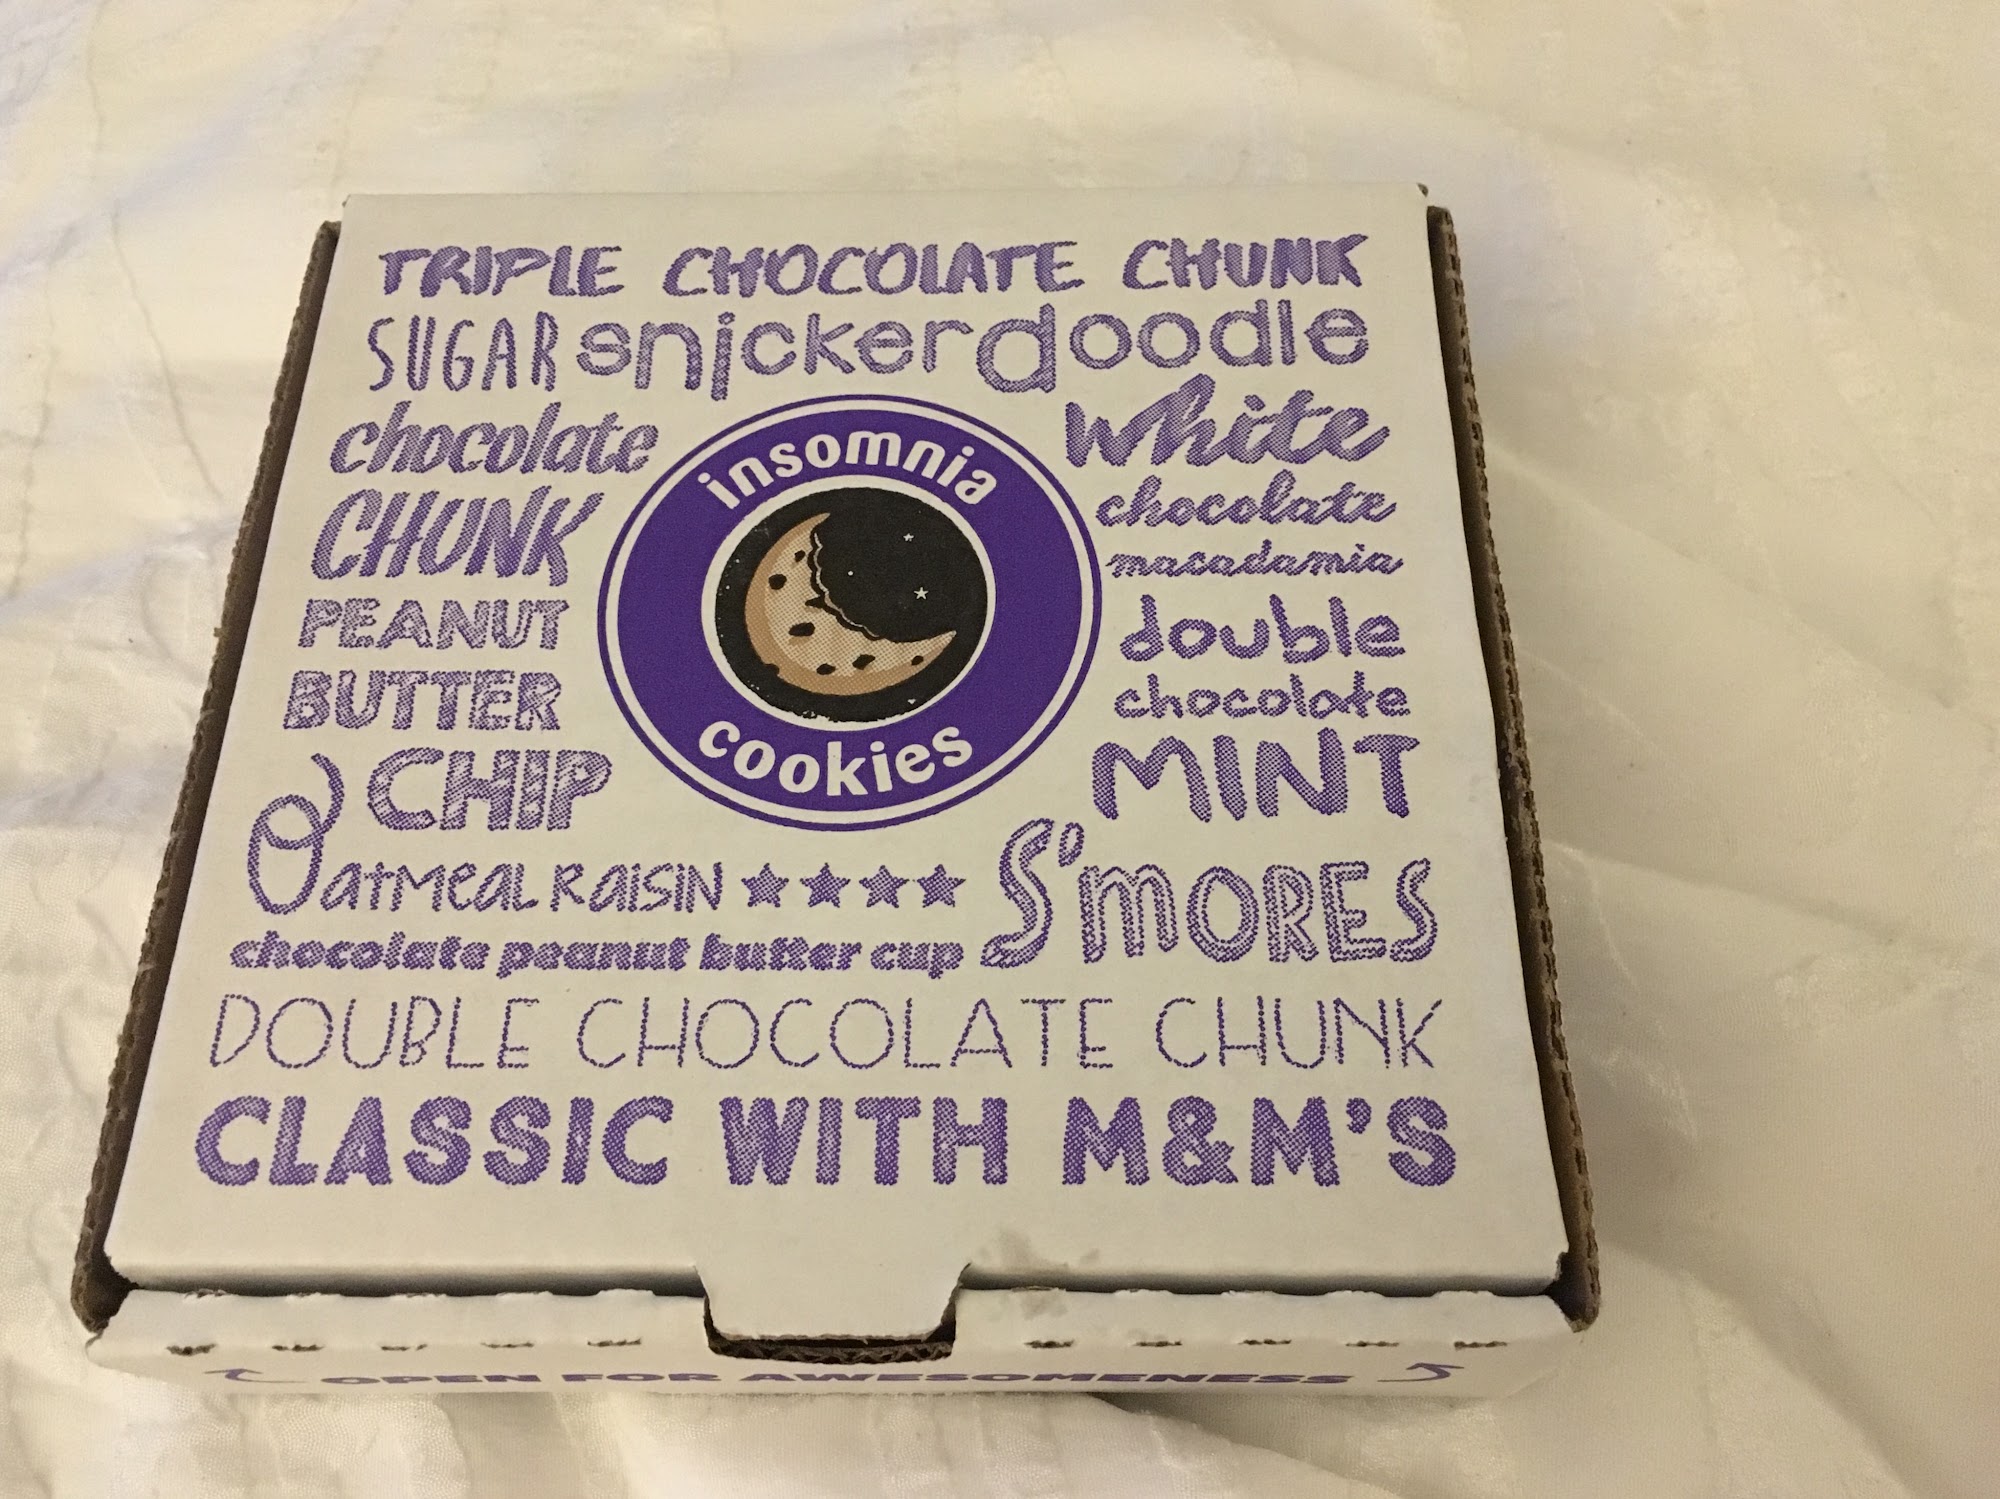 TRIPLE CHOCOLATE CHUNK
SUGAR snickerdoodle
chocolate
CHUNK
PEANUT
BUTTER
CHIP
insomnia
cookies
white
chocolate
macadamia
double
chocolate
MINT
Oatmeal Raisin ★★★★
S'mores
chocolate peanut butter cup
DOUBLE CHOCOLATE CHUNK
CLASSIC WITH M&M'S
OPEN FOR AWESOMENESS